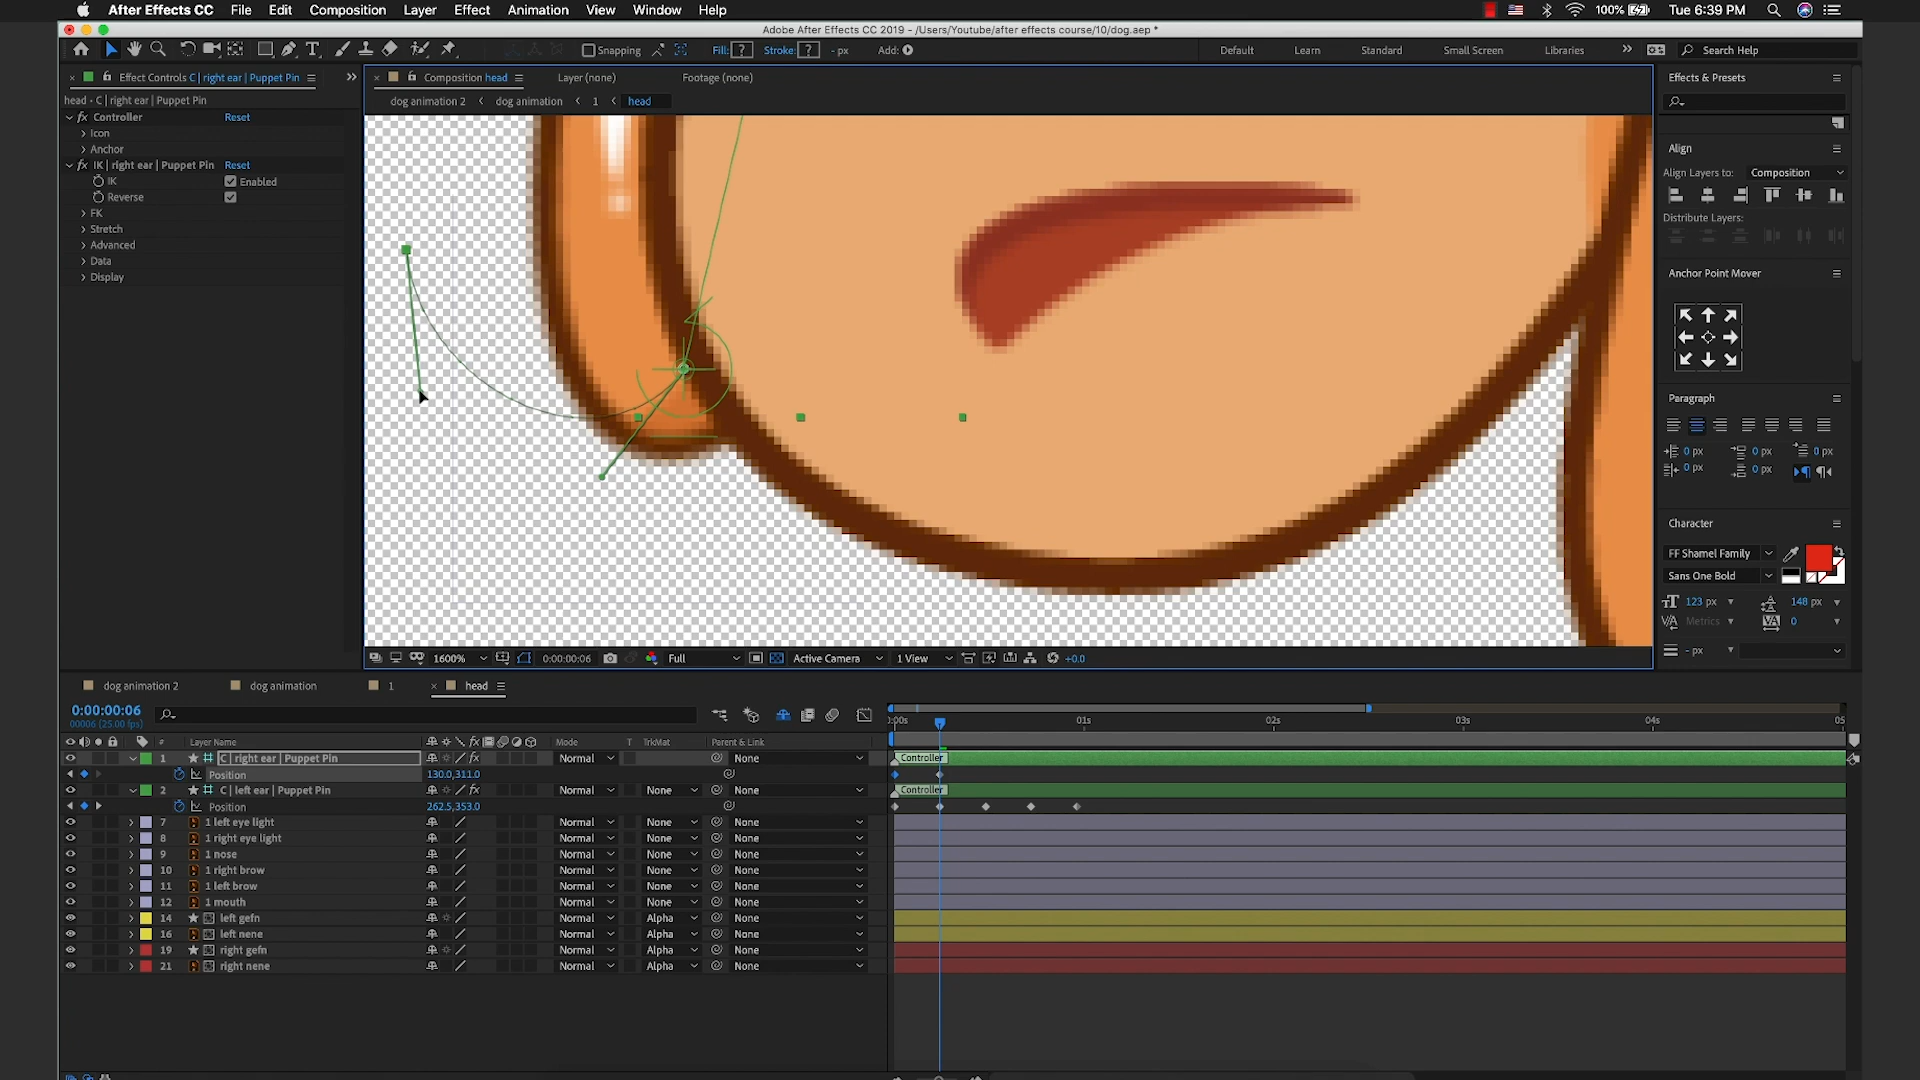 After Effects CC File Edit Composition Layer Effect Animation View Window Help 100% Tue 6:39 PM
Adobe After Effects CC 2019 - /Users/Youtube/after effects course/10/dog.aep *
Snapping Fill: ? Stroke: ? - px Add: Default Learn Standard Small Screen Libraries Search Help
Effect Controls C | right ear | Puppet Pin
Composition head Layer (none) Footage (none)
head • C | right ear | Puppet Pin
dog animation 2 dog animation 1 head
fx Controller Reset
Icon
Anchor
fx IK | right ear | Puppet Pin Reset
IK Enabled
Reverse
FK
Stretch
Advanced
Data
Display
Effects & Presets
Align
Align Layers to: Composition
Distribute Layers:
Anchor Point Mover
Paragraph
0 px 0 px 0 px
0 px 0 px
Character
FF Shamel Family
Sans One Bold
123 px 148 px
Metrics 0
- px
1600% 0:00:00:06 Full Active Camera 1 View +0.0
dog animation 2 dog animation 1 head
0:00:00:06
00006 (25.00 fps)
:00s 01s 02s 03s 04s 05
# Layer Name fx Mode T TrkMat Parent & Link
1 C | right ear | Puppet Pin fx Normal None Controller
Position 130.0,311.0
2 C | left ear | Puppet Pin fx Normal None None Controller
Position 262.5,353.0
7 1 left eye light Normal None None
8 1 right eye light Normal None None
9 1 nose Normal None None
10 1 right brow Normal None None
11 1 left brow Normal None None
12 1 mouth Normal None None
14 left gefn Normal Alpha None
16 left nene Normal Alpha None
19 right gefn Normal Alpha None
21 right nene Normal Alpha None